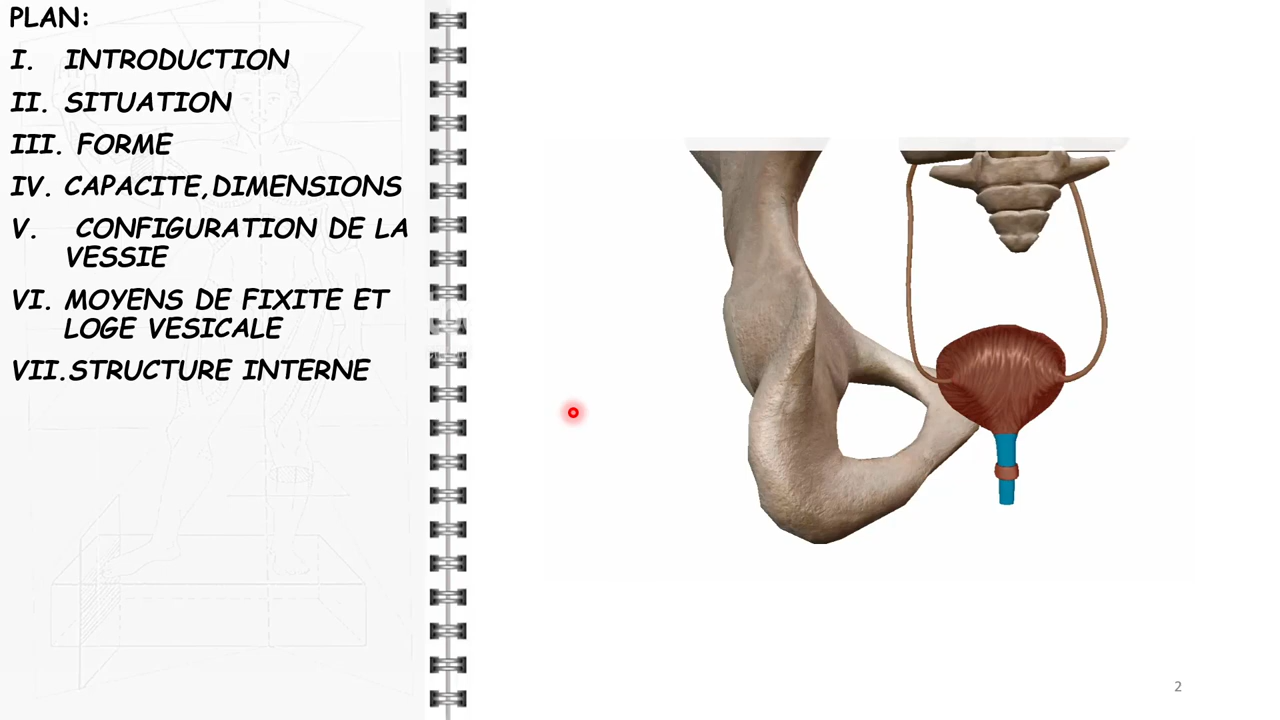 PLAN:
I. INTRODUCTION
II. SITUATION
III. FORME
IV. CAPACITE,DIMENSIONS
V. CONFIGURATION DE LA
VESSIE
VI. MOYENS DE FIXITE ET
LOGE VESICALE
VII.STRUCTURE INTERNE
2